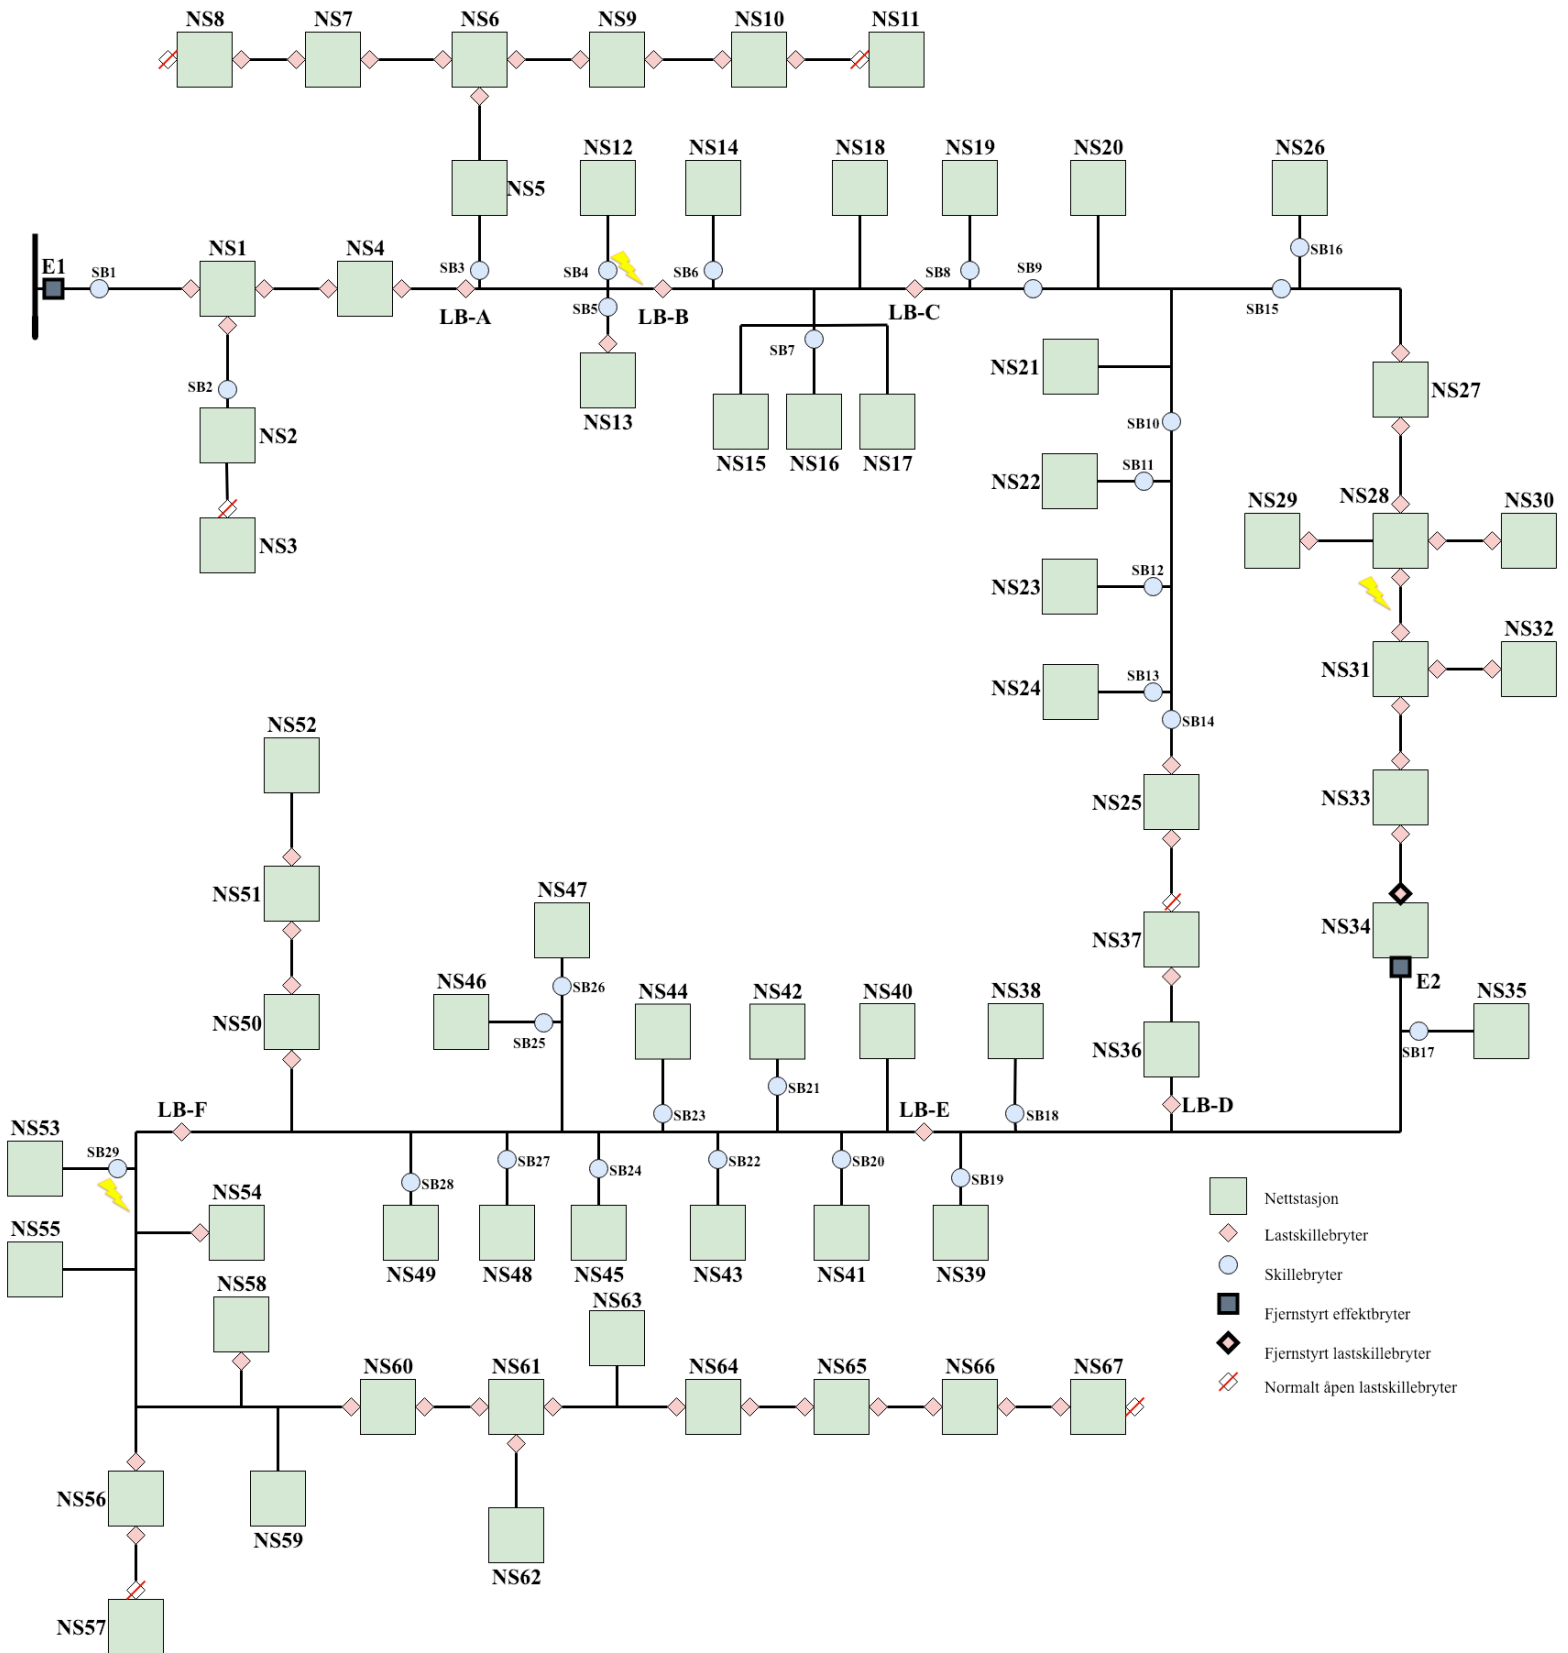 NS8 NS7 NS6 NS9 NS10 NS11
NS12 NS14 NS18 NS19 NS20 NS26
NS5
NS1 NS4
SB16
E1 SB1 SB3 SB4 SB6 SB8 SB9
SB5 SB15
LB-A LB-B LB-C
SB7
NS21
SB2 NS27
NS13 SB10
NS2
NS15 NS16 NS17 SB11
NS22
NS29 NS28 NS30
NS3
SB12
NS23
NS32
NS31
SB13
NS24
SB14
NS52
NS25 NS33
NS51 NS47
NS37 NS34
NS46 SB26 NS44 NS42 NS40 NS38 E2 NS35
NS50
SB25 NS36 SB17
SB21
LB-F SB23 LB-E SB18 LB-D
NS53
SB29 SB27 SB24 SB22 SB20
SB28 SB19
NS54
NS55
Nettstasjon
Lastskillebryter
NS49 NS48 NS45 NS43 NS41 NS39
Skillebryter
NS58 NS63
Fjernstyrt effektbryter
Fjernstyrt lastskillebryter
NS60 NS61 NS64 NS65 NS66 NS67
Normalt åpen lastskillebryter
NS56
NS59
NS62
NS57